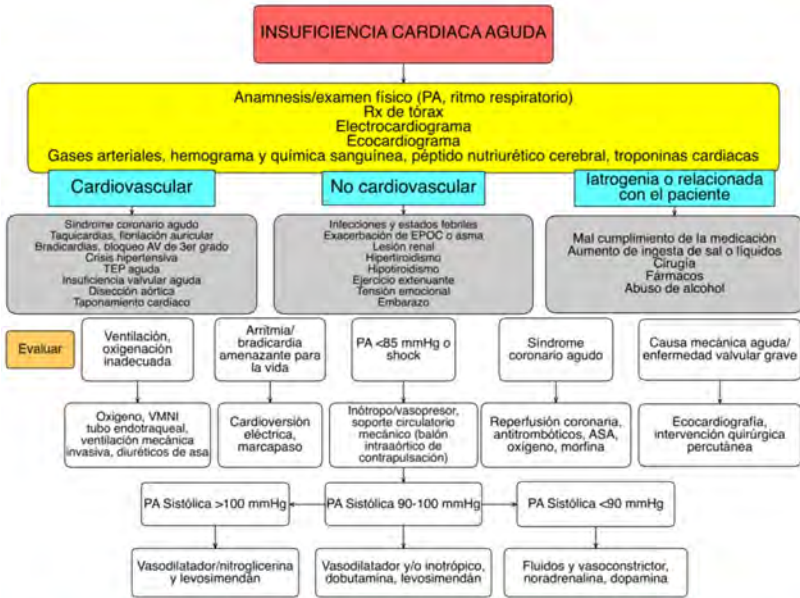 INSUFICIENCIA CARDIACA AGUDA
Anamnesis/examen físico (PA, ritmo respiratorio)
Rx de tórax
Electrocardiograma
Ecocardiograma
Gases arteriales, hemograma y química sanguínea, péptido nutriurético cerebral, troponinas cardiacas
Cardiovascular
No cardiovascular
Iatrogenia o relacionada
con el paciente
Síndrome coronario agudo
Taquicardias, fibrilación auricular
Bradicardias, bloqueo AV de 3er grado
Crisis hipertensiva
TEP aguda
Insuficiencia valvular aguda
Disección aórtica
Taponamiento cardiaco
Infecciones y estados febriles
Exacerbación de EPOC o asma
Lesión renal
Hipertiroidismo
Hipotiroidismo
Ejercicio extenuante
Tensión emocional
Embarazo
Mal cumplimiento de la medicación
Aumento de ingesta de sal o líquidos
Cirugía
Fármacos
Abuso de alcohol
Evaluar
Ventilación,
oxigenación
inadecuada
Arritmia/
bradicardia
amenazante para
la vida
PA <85 mmHg o
shock
Síndrome
coronario agudo
Causa mecánica aguda/
enfermedad valvular grave
Oxigeno, VMNI
tubo endotraqueal,
ventilación mecánica
invasiva, diuréticos de asa
Cardioversión
eléctrica,
marcapaso
Inótropo/vasopresor,
soporte circulatorio
mecánico (balón
intraaórtico de
contrapulsación)
Reperfusión coronaria,
antitrombóticos, ASA,
oxígeno, morfina
Ecocardiografía,
intervención quirúrgica
percutánea
PA Sistólica >100 mmHg
PA Sistólica 90-100 mmHg
PA Sistólica <90 mmHg
Vasodilatador/nitroglicerina
y levosimendán
Vasodilatador y/o inotrópico,
dobutamina, levosimendán
Fluidos y vasoconstrictor,
noradrenalina, dopamina